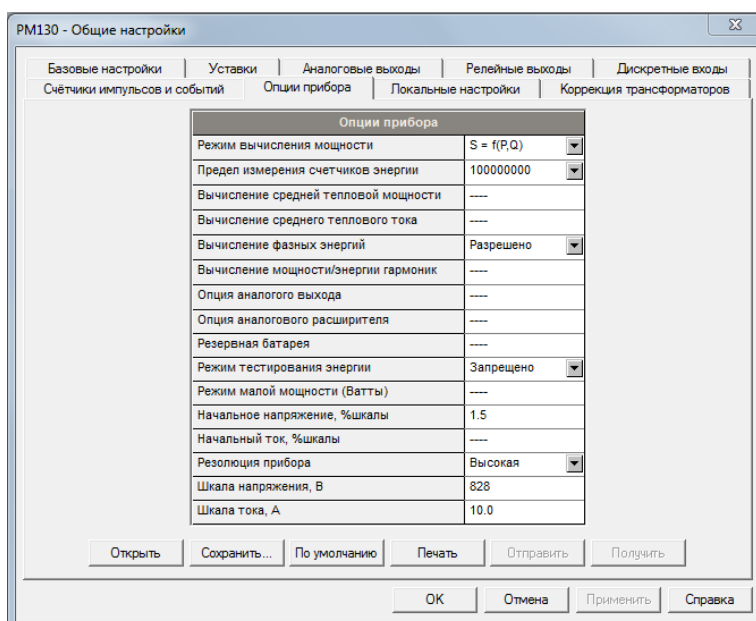 PM130 - Общие настройки
Базовые настройки Уставки Аналоговые выходы Релейные выходы Дискретные входы
Счётчики импульсов и событий Опции прибора Локальные настройки Коррекция трансформаторов
Опции прибора
Режим вычисления мощности S = f(P,Q)
Предел измерения счетчиков энергии 100000000
Вычисление средней тепловой мощности ----
Вычисление среднего теплового тока ----
Вычисление фазных энергий Разрешено
Вычисление мощности/энергии гармоник ----
Опция аналогого выхода ----
Опция аналогового расширителя ----
Резервная батарея ----
Режим тестирования энергии Запрещено
Режим малой мощности (Ватты) ----
Начальное напряжение, %шкалы 1.5
Начальный ток, %шкалы ----
Резолюция прибора Высокая
Шкала напряжения, В 828
Шкала тока, А 10.0
Открыть Сохранить... По умолчанию Печать Отправить Получить
OK Отмена Применить Справка